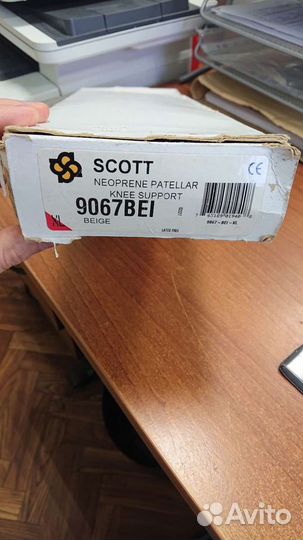 SCOTT
NEOPRENE PATELLAR
KNEE SUPPORT
CE
9067BEI
XL
BEIGE
LATEX FREE
9067-BEI-XL
Avito